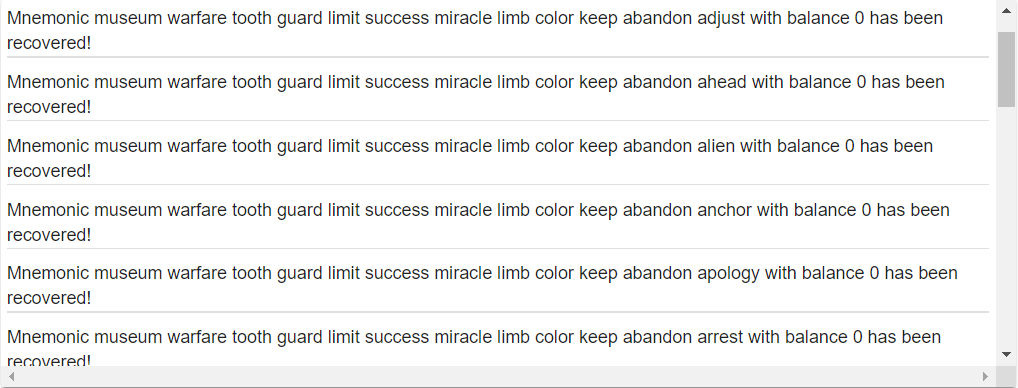 Mnemonic museum warfare tooth guard limit success miracle limb color keep abandon adjust with balance 0 has been
recovered!
Mnemonic museum warfare tooth guard limit success miracle limb color keep abandon ahead with balance 0 has been
recovered!
Mnemonic museum warfare tooth guard limit success miracle limb color keep abandon alien with balance 0 has been
recovered!
Mnemonic museum warfare tooth guard limit success miracle limb color keep abandon anchor with balance 0 has been
recovered!
Mnemonic museum warfare tooth guard limit success miracle limb color keep abandon apology with balance 0 has been
recovered!
Mnemonic museum warfare tooth guard limit success miracle limb color keep abandon arrest with balance 0 has been
recovered!